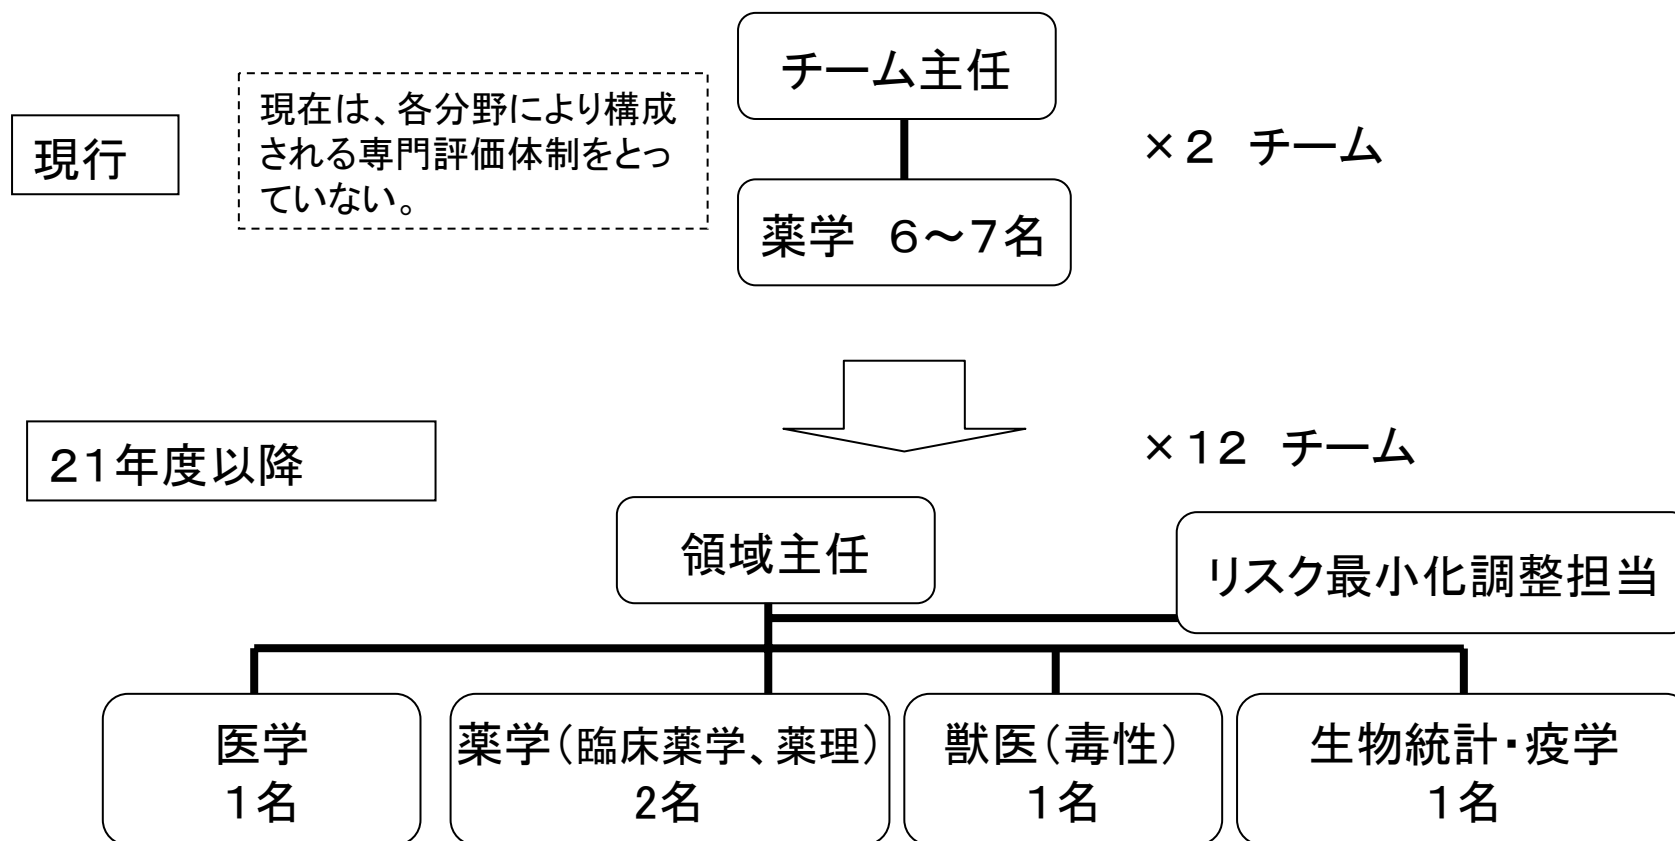 チーム主任
現行
現在は、各分野により構成
される専門評価体制をとっ
ていない。
×２　チーム
薬学　６～７名
２１年度以降
×１２　チーム
領域主任
リスク最小化調整担当
医学
１名
薬学（臨床薬学、薬理）
2名
獣医（毒性）
１名
生物統計・疫学
１名